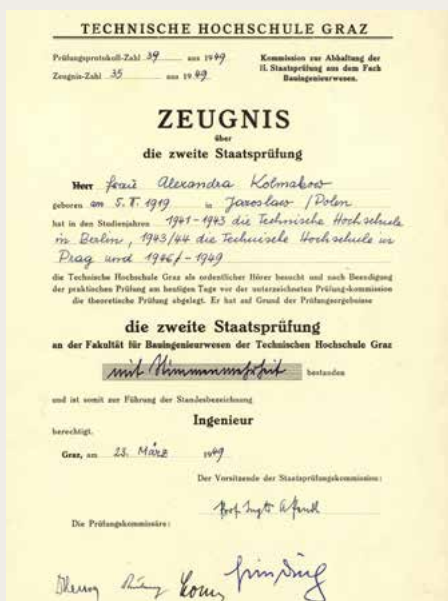 TECHNISCHE HOCHSCHULE GRAZ
Prüfungsprotokoll-Zahl 39 aus 1949
Zeugnis-Zahl 35 aus 1949
Kommission zur Abhaltung der
II. Staatsprüfung aus dem Fach
Bauingenieurwesen.
ZEUGNIS
über
die zweite Staatsprüfung
Herr Frau Alexandra Kolmakow
geboren am 5.V.1919 in Jaroslaw / Polen
hat in den Studienjahren 1941-1943 die Technische Hochschule
in Berlin, 1943/44 die Technische Hochschule in
Prag und 1946/-1949
die Technische Hochschule Graz als ordentlicher Hörer besucht und nach Beendigung
der praktischen Prüfung am heutigen Tage vor der unterzeichneten Prüfung-kommission
die theoretische Prüfung abgelegt. Er hat auf Grund der Prüfungsergebnisse
die zweite Staatsprüfung
an der Fakultät für Bauingenieurwesen der Technischen Hochschule Graz
mit Stimmenmehrheit bestanden
und ist somit zur Führung der Standesbezeichnung
Ingenieur
berechtigt.
Graz, am 23. März 1949
Der Vorsitzende der Staatsprüfungskommission:
Prof.
Die Prüfungskommissäre: